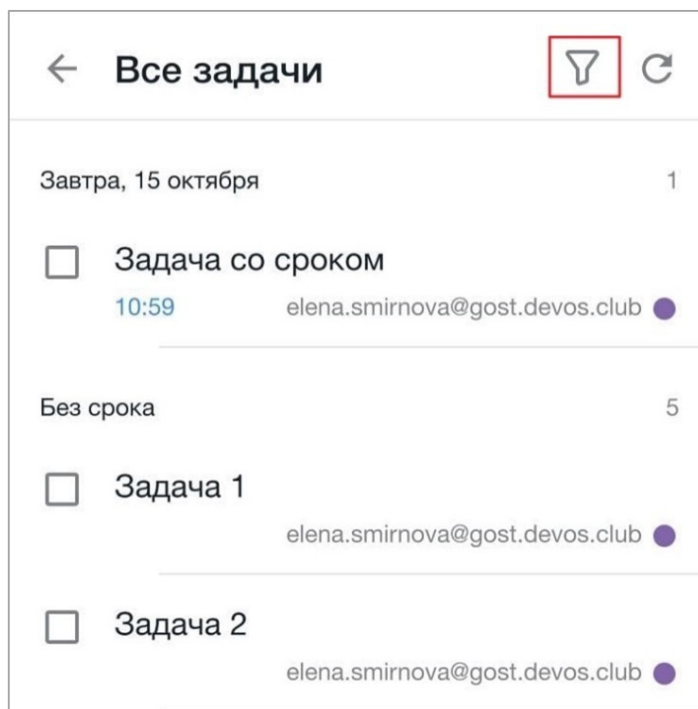 Все задачи
Завтра, 15 октября 1
Задача со сроком
10:59 elena.smirnova@gost.devos.club
Без срока 5
Задача 1
elena.smirnova@gost.devos.club
Задача 2
elena.smirnova@gost.devos.club